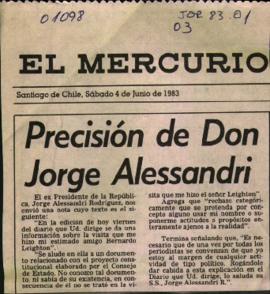 01098
JOR 83.01
03
EL MERCURIO
Santiago de Chile, Sábado 4 de Junio de 1983
Precisión de Don
Jorge Alessandri
El ex Presidente de la Repúbli-
ca, Jorge Alessandri Rodríguez, nos
envió una nota cuyo texto es el si-
guiente:
"En la edición de hoy viernes
del diario que Ud. dirige se da una
información sobre la visita que me
hizo mi estimado amigo Bernardo
Leighton".
"Se alude en ella a un documen-
to relacionado con el proyecto cons-
titucional elaborado por el Consejo
de Estado. No conozco tal documen-
to, ni sabía de su existencia, en con-
secuencia de él no se trató en la vi-
sita que me hizo el señor Leighton".
Agrega que "rechazo categóri-
camente que se pretenda por con-
cepto alguno usar mi nombre o su-
ponerme actitudes o propósitos en-
teramente ajenos a la realidad".
Termina señalando que, "Es ne-
cesario que de una vez por todas los
periodistas se convenzan de que yo
estoy al margen de cualquier activi-
dad de tipo político. Rogándole
dar cabida a esta explicación en el
Diario que Ud. dirige, lo saluda su
S.S., Jorge Alessandri R."